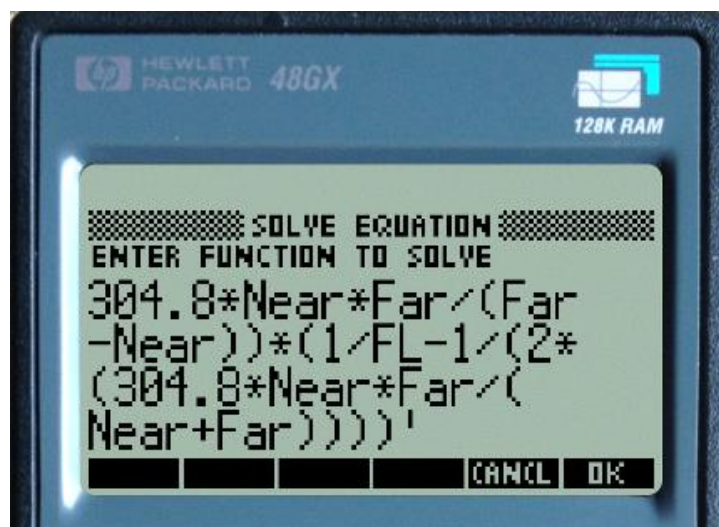 hp HEWLETT PACKARD 48GX
128K RAM
SOLVE EQUATION
ENTER FUNCTION TO SOLVE
304.8*Near*Far/(Far
-Near))*(1/FL-1/(2*
(304.8*Near*Far/(
Near+Far))))'
CANCL OK